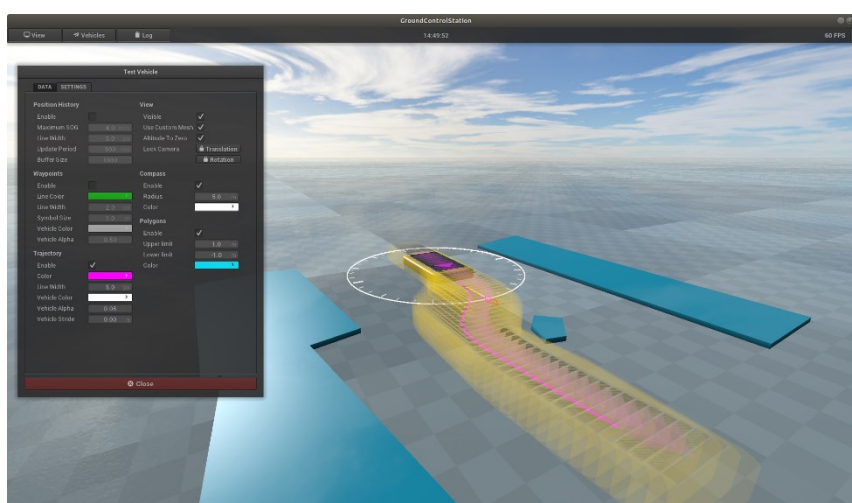 GroundControlStation
View
Vehicles
Log
14:49:52
60 FPS
Test Vehicle
DATA
SETTINGS
Position History
Enable
Maximum SOG
Line Width
Update Period
Buffer Size
Waypoints
Enable
Line Color
Line Width
Symbol Size
Vehicle Color
Vehicle Alpha
Trajectory
Enable
Color
Line Width 5.0
Vehicle Color
Vehicle Alpha 0.06
Vehicle Stride 0.00
View
Visible
Use Custom Mesh
Altitude To Zero
Lock Camera Translation
Rotation
Compass
Enable
Radius 5.0
Color
Polygons
Enable
Upper limit 1.0
Lower limit -1.0
Color
Close